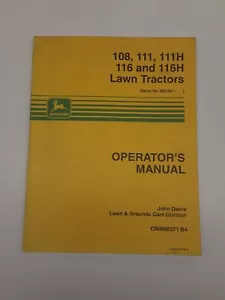 108, 111, 111H
116 and 116H
Lawn Tractors
OPERATOR'S
MANUAL
John Deere
Lawn & Grounds Care Division